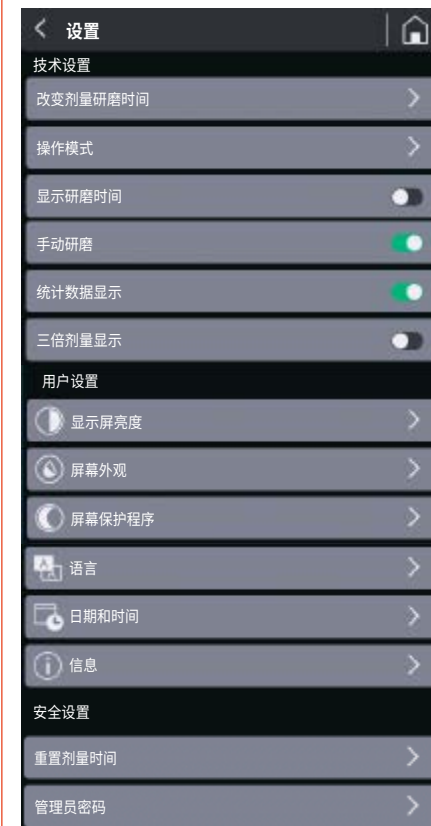 设置
技术设置
改变剂量研磨时间
操作模式
显示研磨时间
手动研磨
统计数据显示
三倍剂量显示
用户设置
显示屏亮度
屏幕外观
屏幕保护程序
语言
日期和时间
信息
安全设置
重置剂量时间
管理员密码